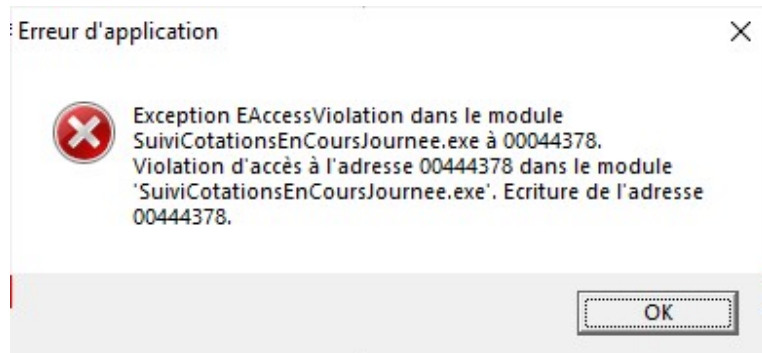 Erreur d'application
Exception EAccessViolation dans le module
SuiviCotationsEnCoursJournee.exe à 00044378.
Violation d'accès à l'adresse 00444378 dans le module
'SuiviCotationsEnCoursJournee.exe'. Ecriture de l'adresse
00444378.
OK